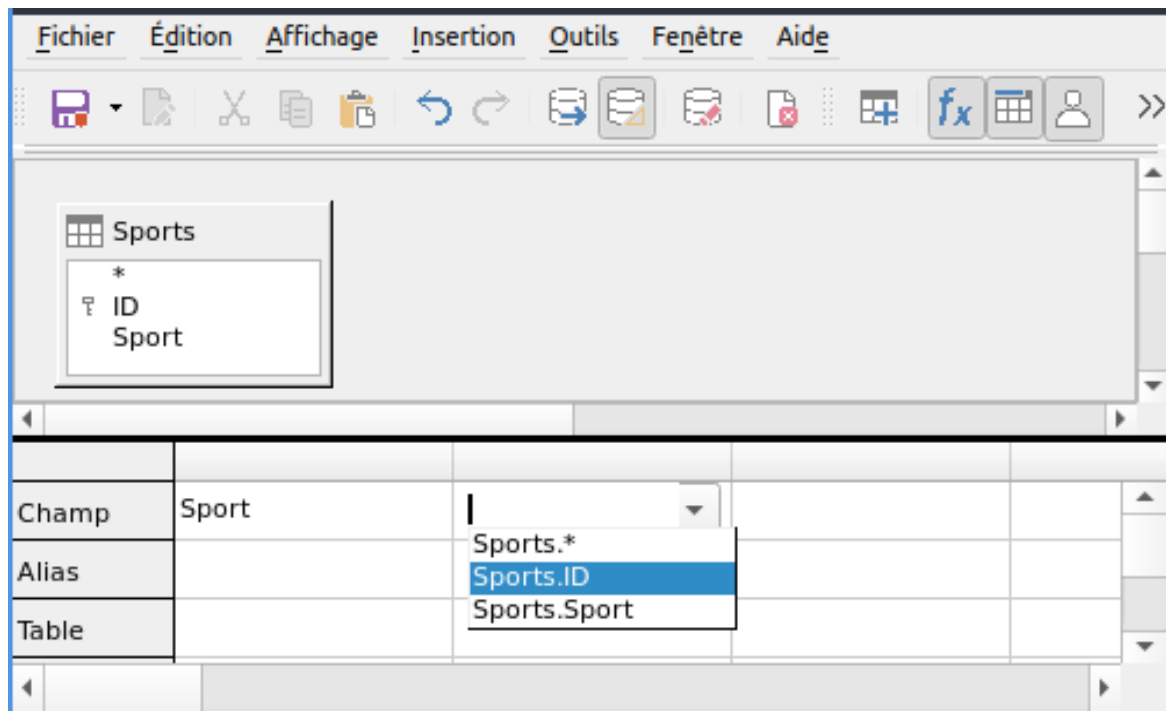 Fichier Édition Affichage Insertion Outils Fenêtre Aide
fx
Sports
*
ID
Sport
Champ Sport
Sports.*
Alias Sports.ID
Sports.Sport
Table